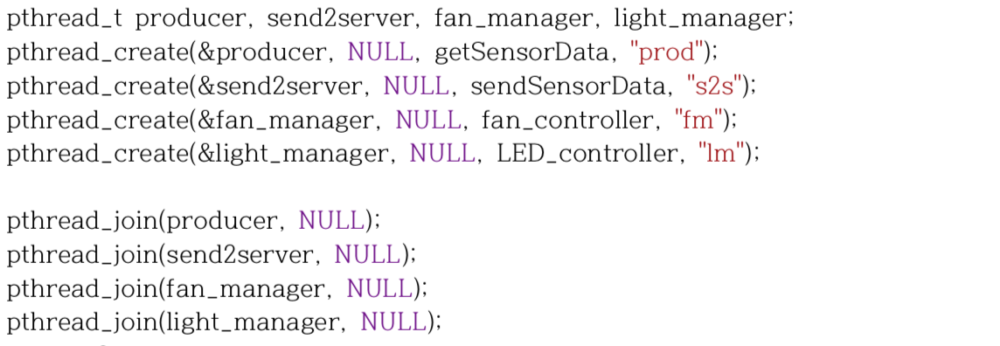 pthread_t producer, send2server, fan_manager, light_manager;
pthread_create(&producer, NULL, getSensorData, "prod");
pthread_create(&send2server, NULL, sendSensorData, "s2s");
pthread_create(&fan_manager, NULL, fan_controller, "fm");
pthread_create(&light_manager, NULL, LED_controller, "lm");

pthread_join(producer, NULL);
pthread_join(send2server, NULL);
pthread_join(fan_manager, NULL);
pthread_join(light_manager, NULL);